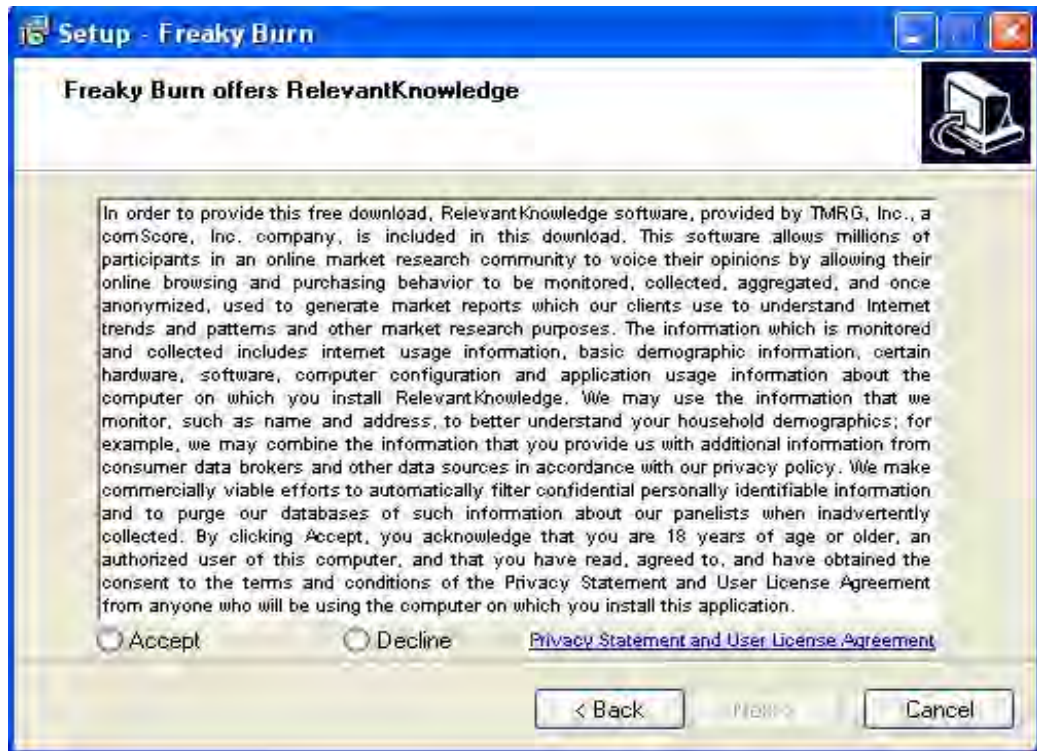 Setup - Freaky Burn
Freaky Burn offers RelevantKnowledge
In order to provide this free download, RelevantKnowledge software, provided by TMRG, Inc., a
comScore, Inc. company, is included in this download. This software allows millions of
participants in an online market research community to voice their opinions by allowing their
online browsing and purchasing behavior to be monitored, collected, aggregated, and once
anonymized, used to generate market reports which our clients use to understand Internet
trends and patterns and other market research purposes. The information which is monitored
and collected includes internet usage information, basic demographic information, certain
hardware, software, computer configuration and application usage information about the
computer on which you install RelevantKnowledge. We may use the information that we
monitor, such as name and address, to better understand your household demographics; for
example, we may combine the information that you provide us with additional information from
consumer data brokers and other data sources in accordance with our privacy policy. We make
commercially viable efforts to automatically filter confidential personally identifiable information
and to purge our databases of such information about our panelists when inadvertently
collected. By clicking Accept, you acknowledge that you are 18 years of age or older, an
authorized user of this computer, and that you have read, agreed to, and have obtained the
consent to the terms and conditions of the Privacy Statement and User License Agreement
from anyone who will be using the computer on which you install this application.
Accept Decline Privacy Statement and User License Agreement
< Back Next > Cancel